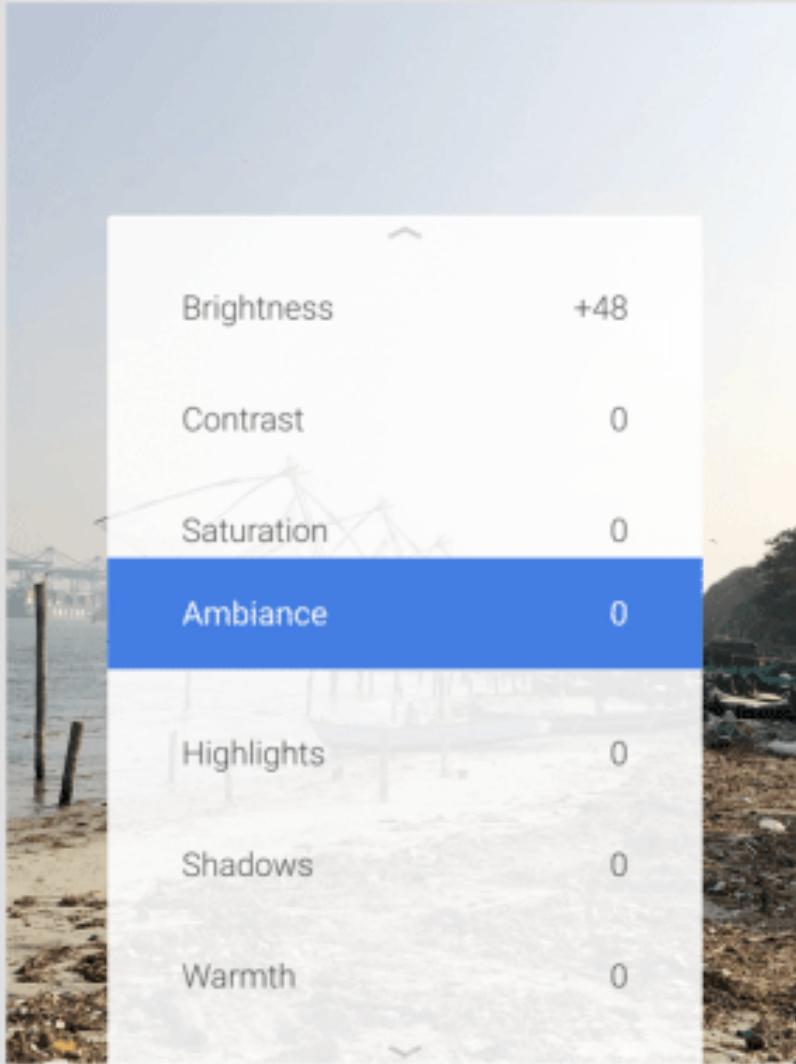 Brightness +48
Contrast 0
Saturation 0
Ambiance 0
Highlights 0
Shadows 0
Warmth 0